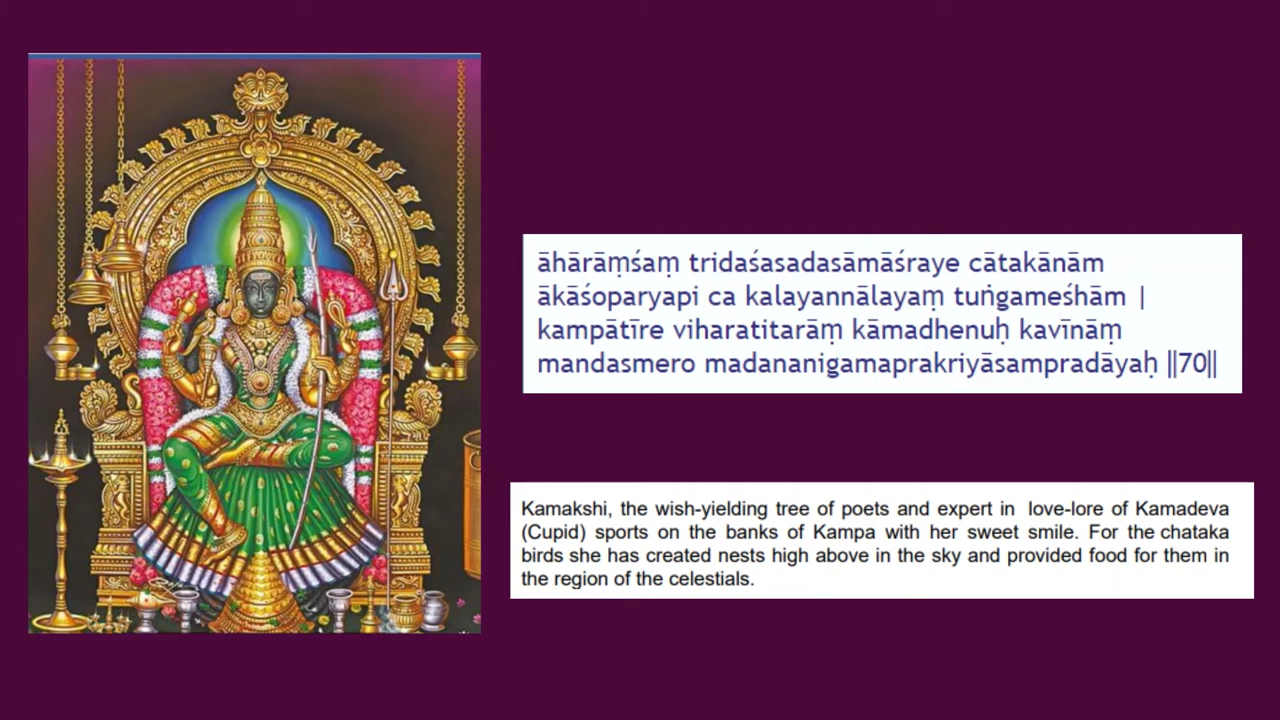 āhārāṃśaṃ tridaśasadasāmāśraye cātakānām
ākāśoparyapi ca kalayannālayaṃ tuṅgameśhām |
kampātīre viharatitarāṃ kāmadhenuḥ kavīnāṃ
mandasmero madananigamaprakriyāsampradāyaḥ ||70||
Kamakshi, the wish-yielding tree of poets and expert in love-lore of Kamadeva
(Cupid) sports on the banks of Kampa with her sweet smile. For the chataka
birds she has created nests high above in the sky and provided food for them in
the region of the celestials.